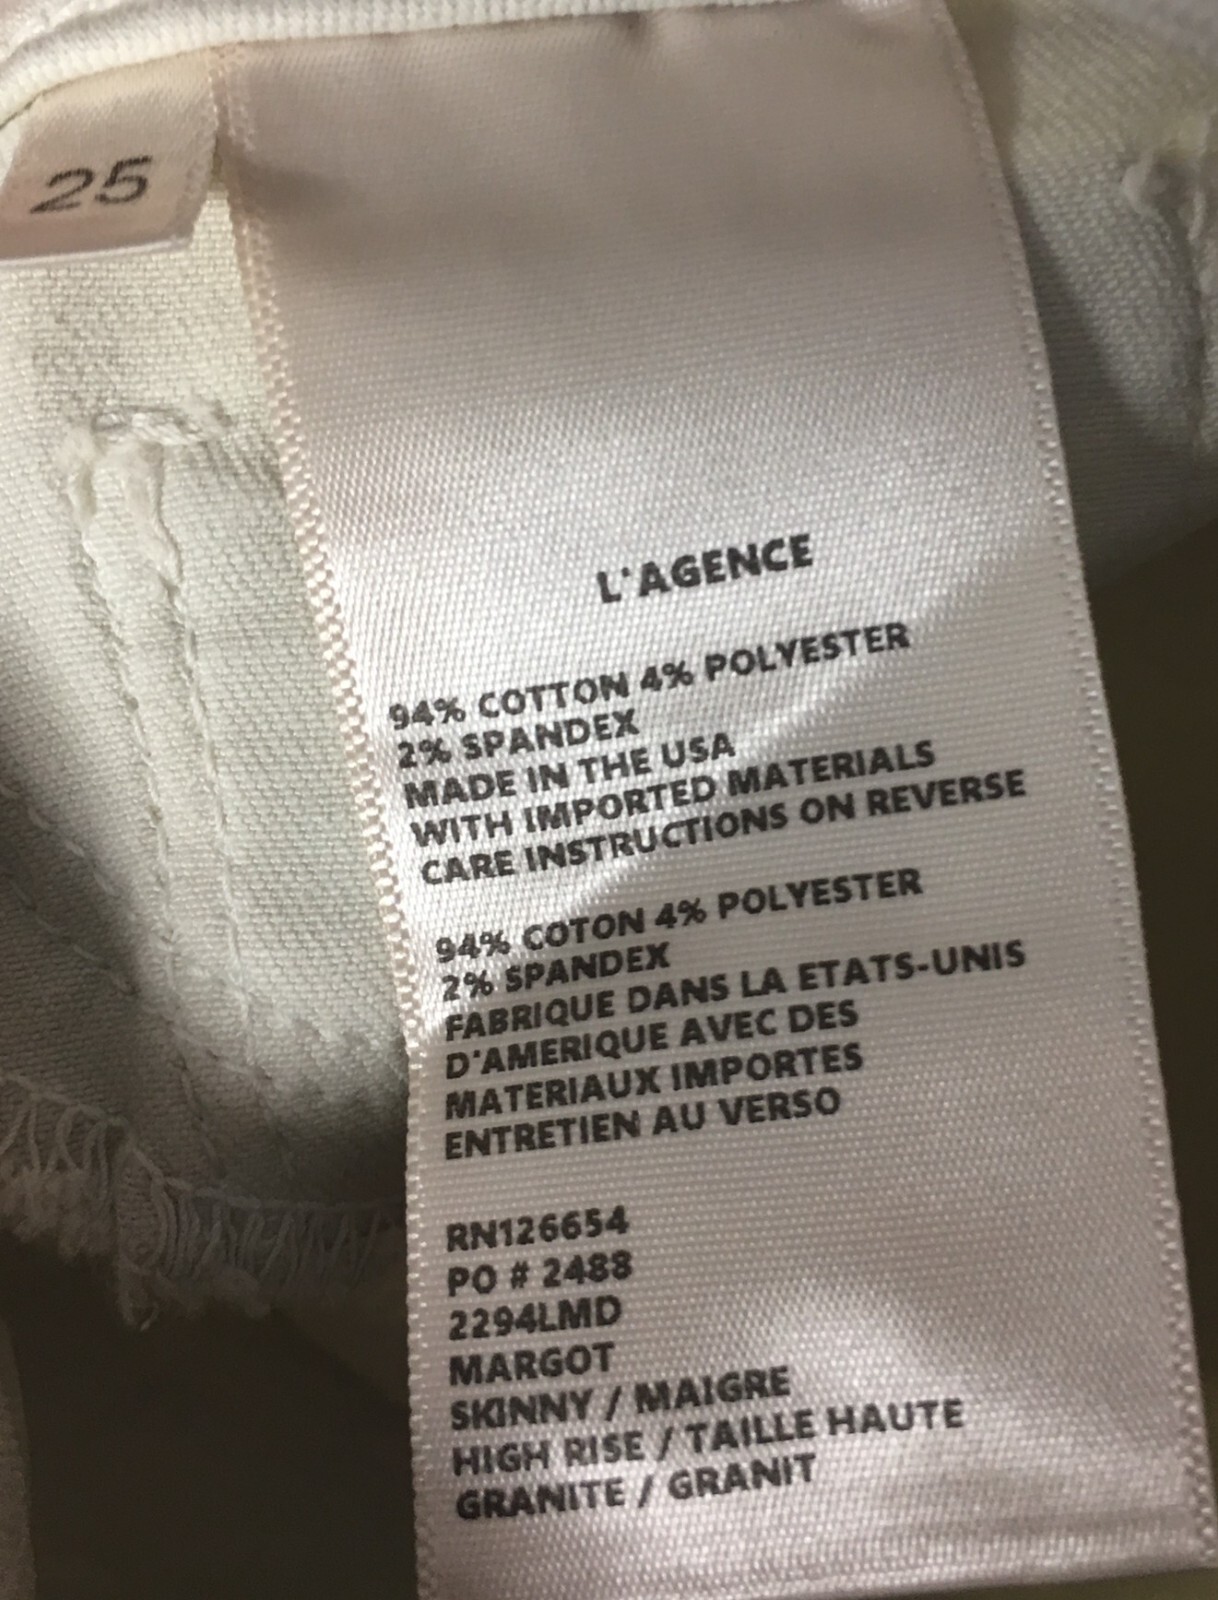 25
L'AGENCE
94% COTTON 4% POLYESTER
2% SPANDEX
MADE IN THE USA
WITH IMPORTED MATERIALS
CARE INSTRUCTIONS ON REVERSE
94% COTON 4% POLYESTER
2% SPANDEX
FABRIQUE DANS LA ETATS-UNIS
D'AMERIQUE AVEC DES
MATERIAUX IMPORTES
ENTRETIEN AU VERSO
RN126654
PO # 2488
2294LMD
MARGOT
SKINNY / MAIGRE
HIGH RISE / TAILLE HAUTE
GRANITE / GRANIT